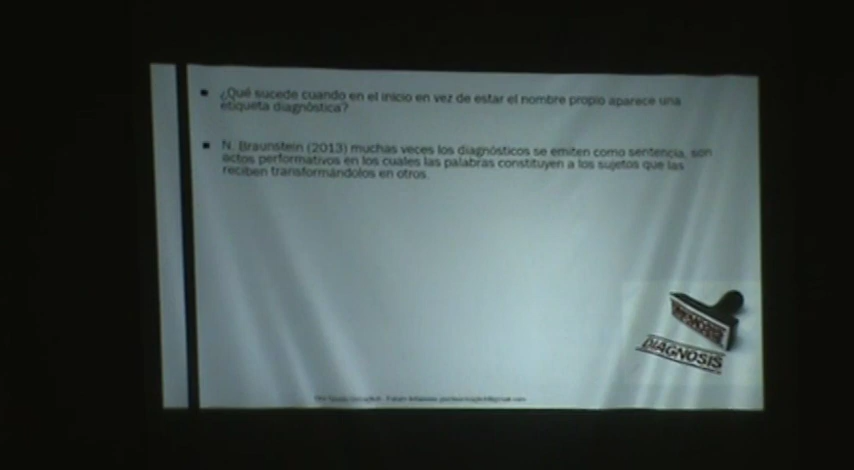 ¿Qué sucede cuando en el inicio en vez de estar el nombre propio aparece una
etiqueta diagnóstica?
N. Braunstein (2013) muchas veces los diagnósticos se emiten como sentencia, son
actos performativos en los cuales las palabras constituyen a los sujetos que las
reciben transformándolos en otros.
DIAGNOSIS